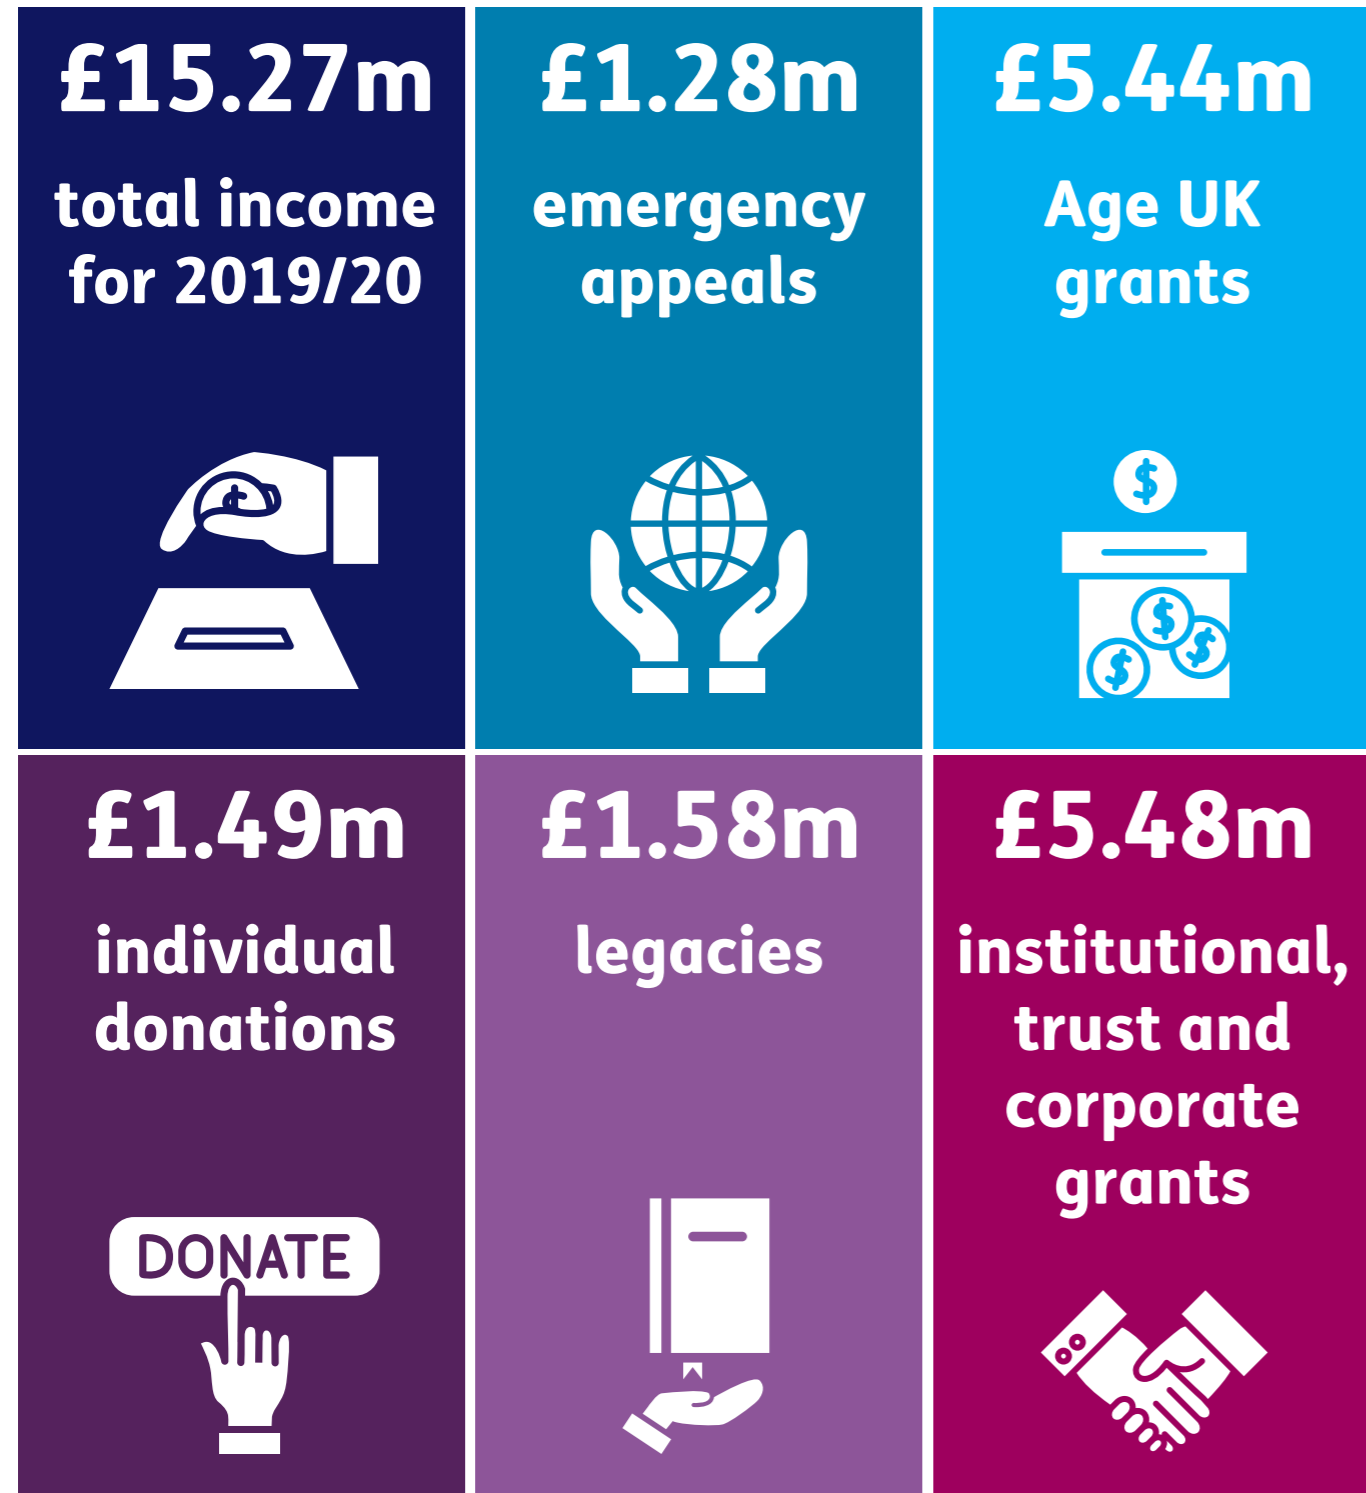 £15.27m
total income
for 2019/20
£1.28m
emergency
appeals
£5.44m
Age UK
grants
$
$
$
$
£1.49m
individual
donations
DONATE
£1.58m
legacies
£5.48m
institutional,
trust and
corporate
grants